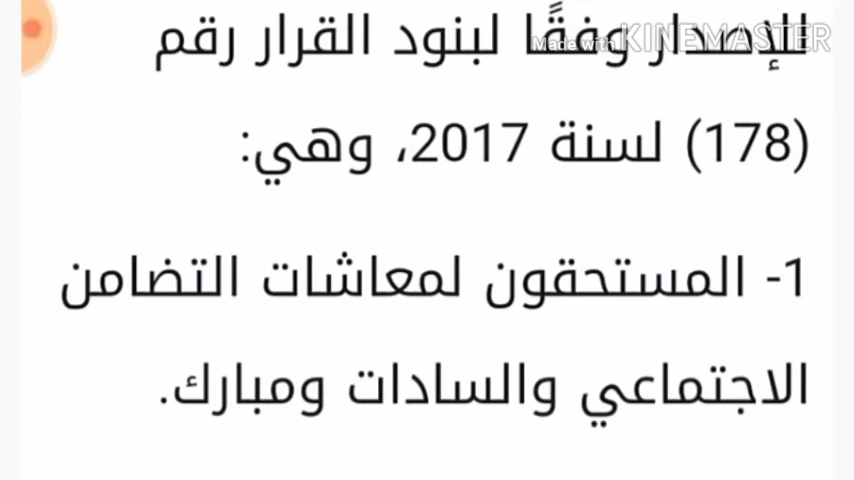 Made with KINEMASTER
للإصدار وفقًا لبنود القرار رقم
(178) لسنة 2017، وهي:
1- المستحقون لمعاشات التضامن
الاجتماعي والسادات ومبارك.